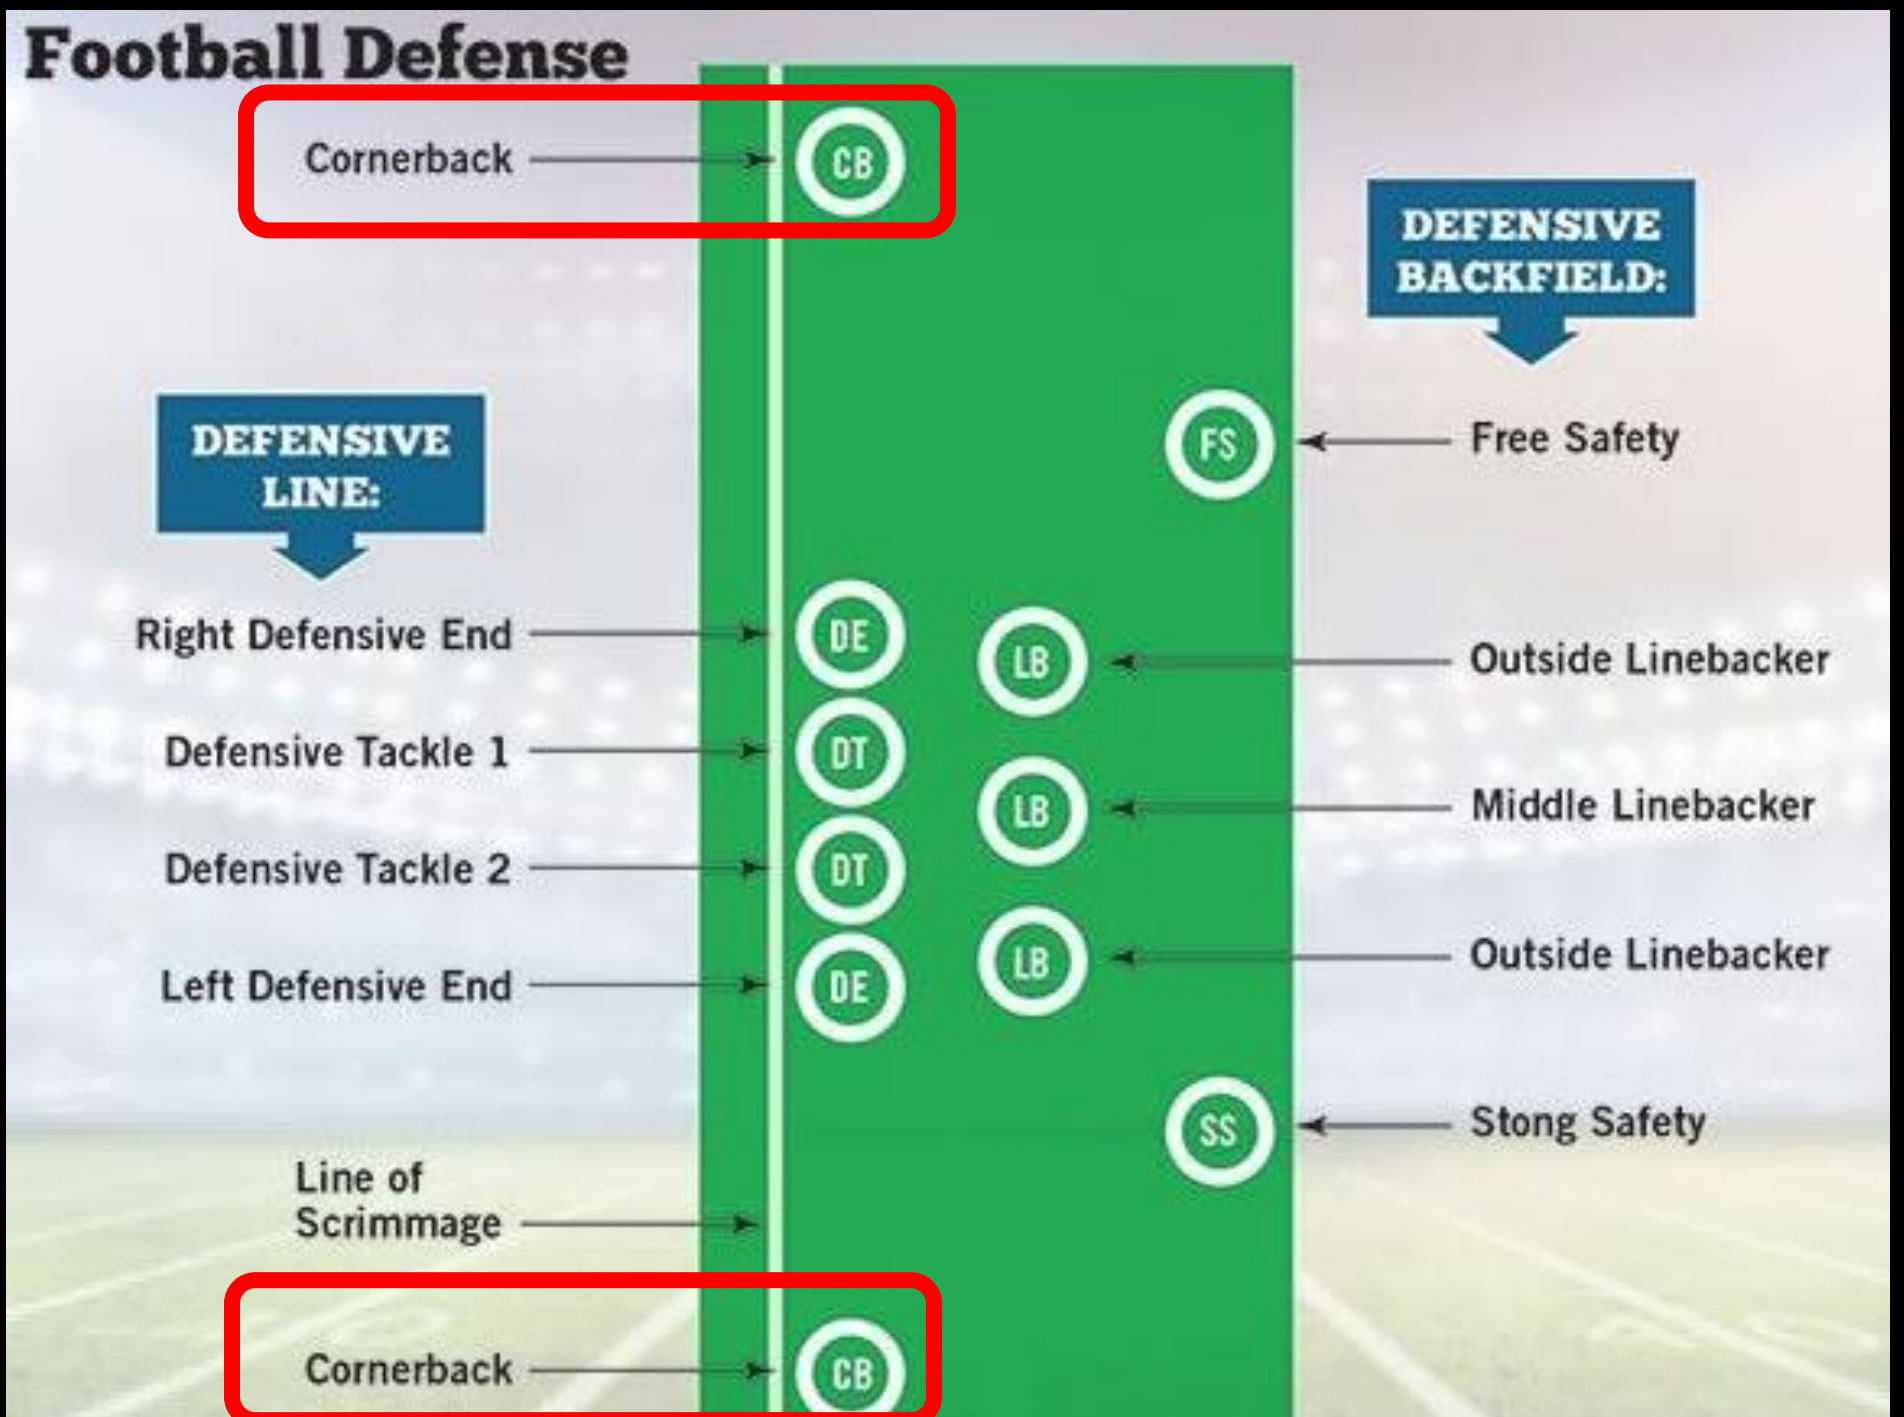 Football Defense
Cornerback
CB
DEFENSIVE
BACKFIELD:
FS
Free Safety
DEFENSIVE
LINE:
Right Defensive End
DE
LB
Outside Linebacker
Defensive Tackle 1
DT
LB
Middle Linebacker
Defensive Tackle 2
DT
Left Defensive End
DE
LB
Outside Linebacker
SS
Stong Safety
Line of
Scrimmage
Cornerback
CB